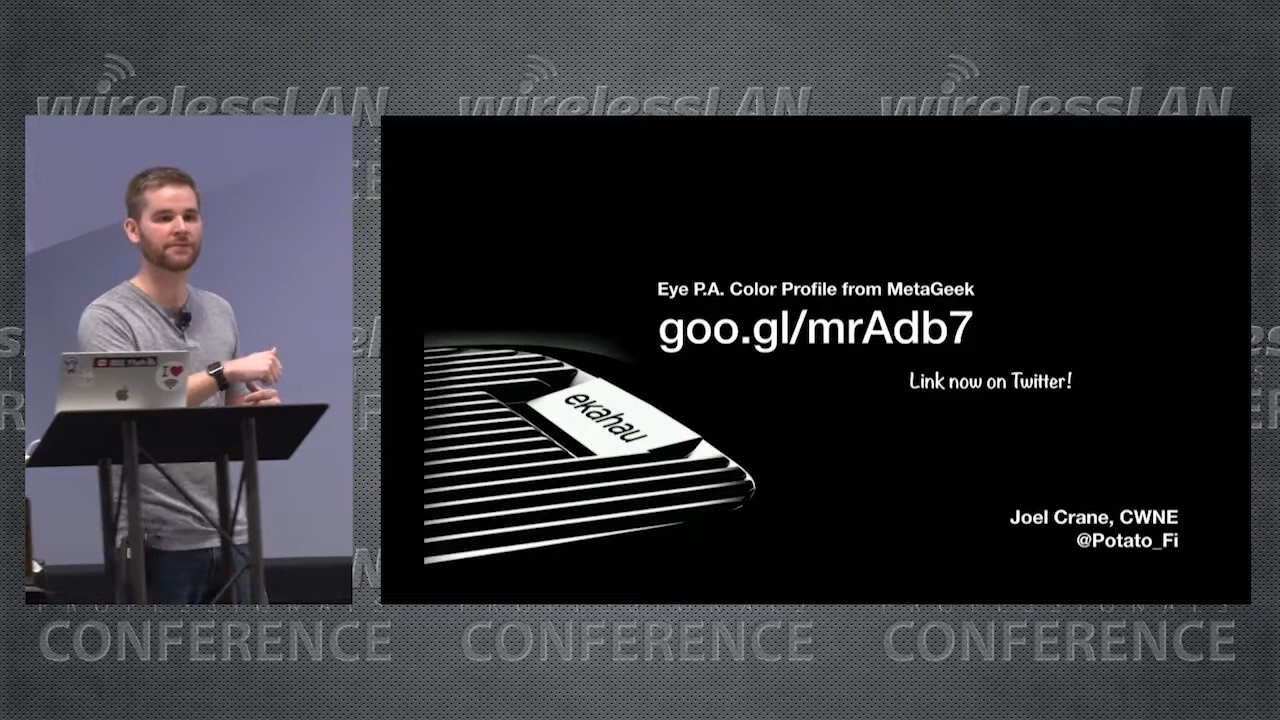 wirelessLAN wirelessLAN wirelessLAN
Eye P.A. Color Profile from MetaGeek
goo.gl/mrAdb7
Link now on Twitter!
ekahau
Joel Crane, CWNE
@Potato_Fi
I
CONFERENCE CONFERENCE CONFERENCE